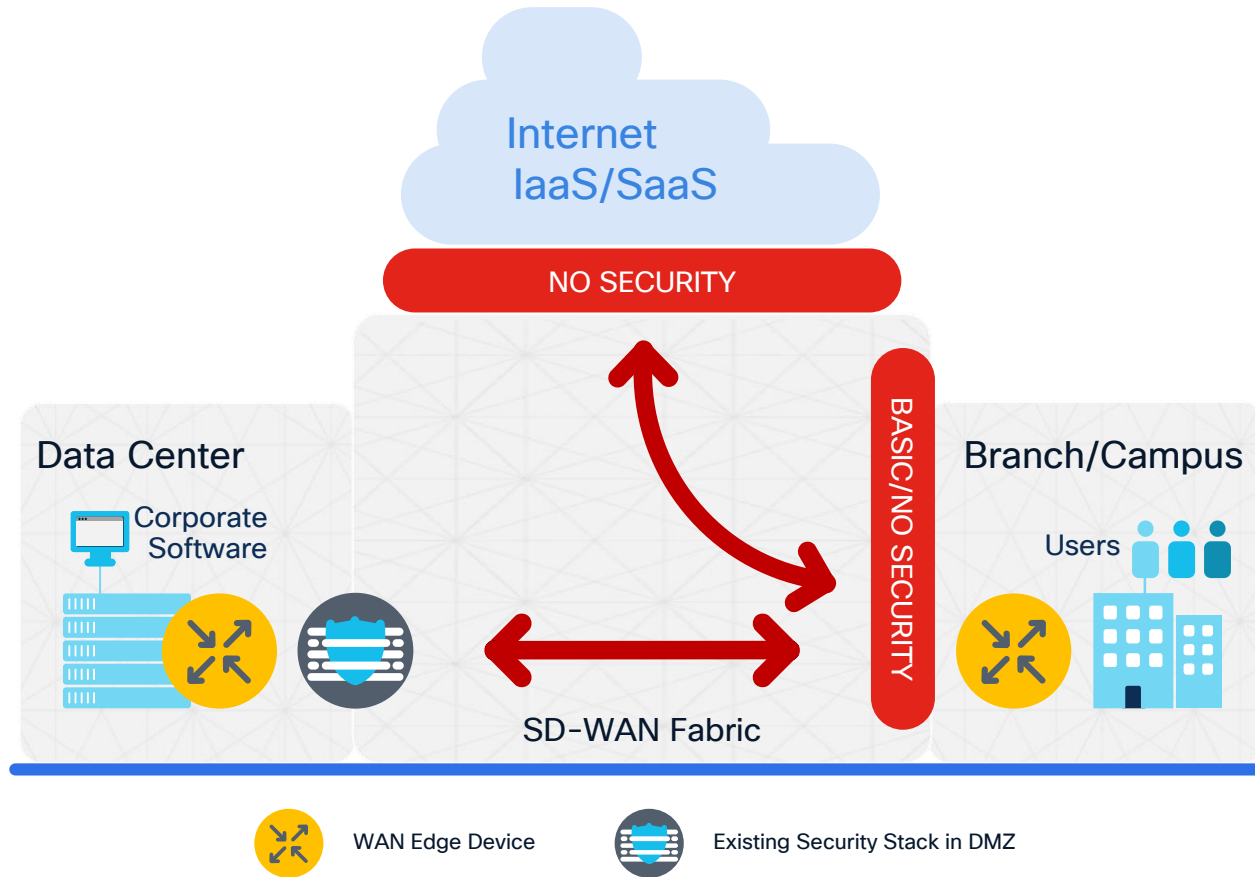 Internet
IaaS/SaaS
NO SECURITY
Data Center
Corporate
Software
BASIC/NO SECURITY
Branch/Campus
Users
SD-WAN Fabric
WAN Edge Device
Existing Security Stack in DMZ